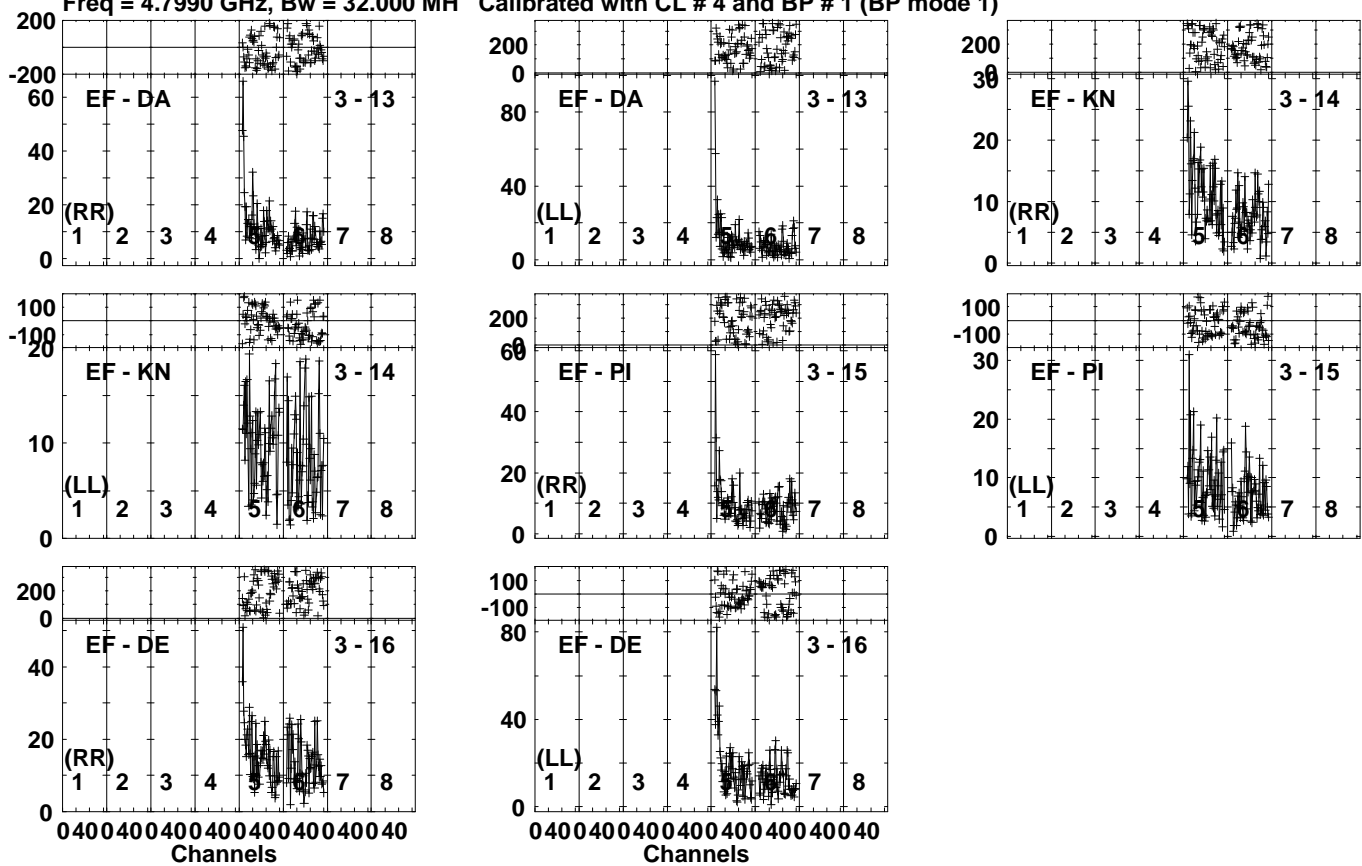 Freq = 4.7990 GHz, Bw = 32.000 MH Calibrated with CL # 4 and BP # 1 (BP mode 1)
200
-200
EF - DA 3 - 13
60
40
20
0
(RR)
1 2 3 4 5 6 7 8
200
0
EF - DA 3 - 13
80
40
0
(LL)
1 2 3 4 5 6 7 8
200
0
EF - KN 3 - 14
30
20
10
0
(RR)
1 2 3 4 5 6 7 8
100
-100
EF - KN 3 - 14
20
10
0
(LL)
1 2 3 4 5 6 7 8
200
0
EF - PI 3 - 15
60
40
20
0
(RR)
1 2 3 4 5 6 7 8
100
-100
EF - PI 3 - 15
30
20
10
0
(LL)
1 2 3 4 5 6 7 8
200
0
EF - DE 3 - 16
40
20
0
(RR)
1 2 3 4 5 6 7 8
0 40 0 40 0 40 0 40 0 40 0 40 0 40 0 40
Channels
100
-100
EF - DE 3 - 16
80
40
0
(LL)
1 2 3 4 5 6 7 8
0 40 0 40 0 40 0 40 0 40 0 40 0 40 0 40
Channels